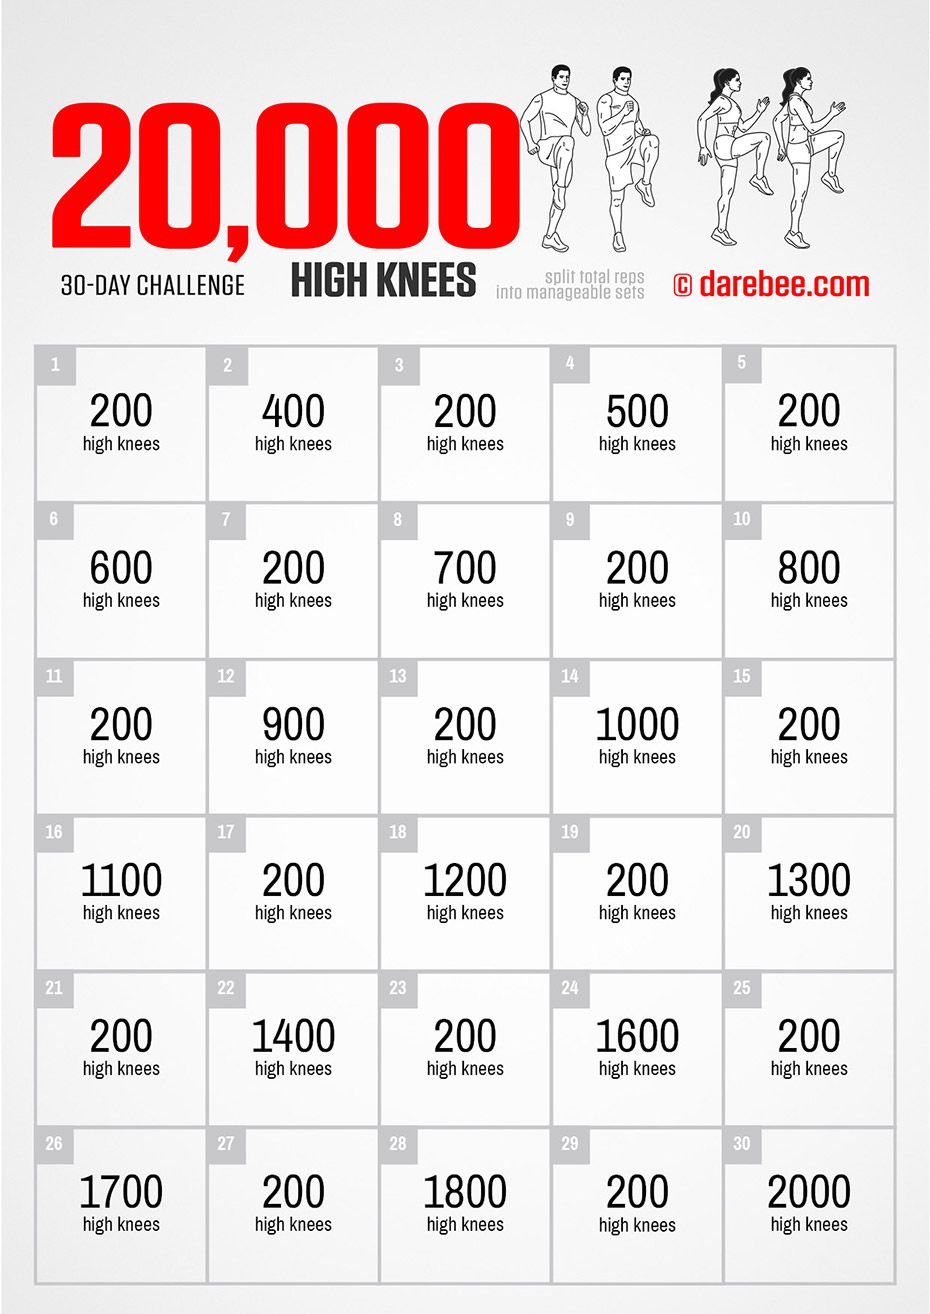 20,000
30-DAY CHALLENGE
HIGH KNEES
split total reps
into manageable sets
© darebee.com
1
200
high knees
2
400
high knees
3
200
high knees
4
500
high knees
5
200
high knees
6
600
high knees
7
200
high knees
8
700
high knees
9
200
high knees
10
800
high knees
11
200
high knees
12
900
high knees
13
200
high knees
14
1000
high knees
15
200
high knees
16
1100
high knees
17
200
high knees
18
1200
high knees
19
200
high knees
20
1300
high knees
21
200
high knees
22
1400
high knees
23
200
high knees
24
1600
high knees
25
200
high knees
26
1700
high knees
27
200
high knees
28
1800
high knees
29
200
high knees
30
2000
high knees